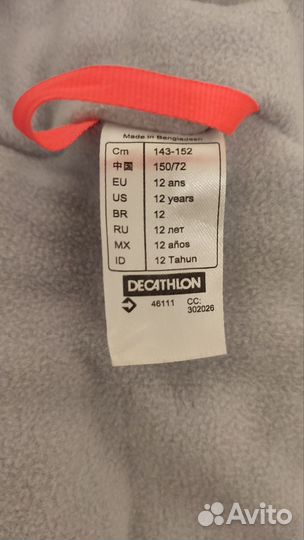 Made in Bangladesh
Cm 143-152
中国 150/72
EU 12 ans
US 12 years
BR 12
RU 12 лет
MX 12 años
ID 12 Tahun
DECATHLON
46111 CC: 302026
Avito